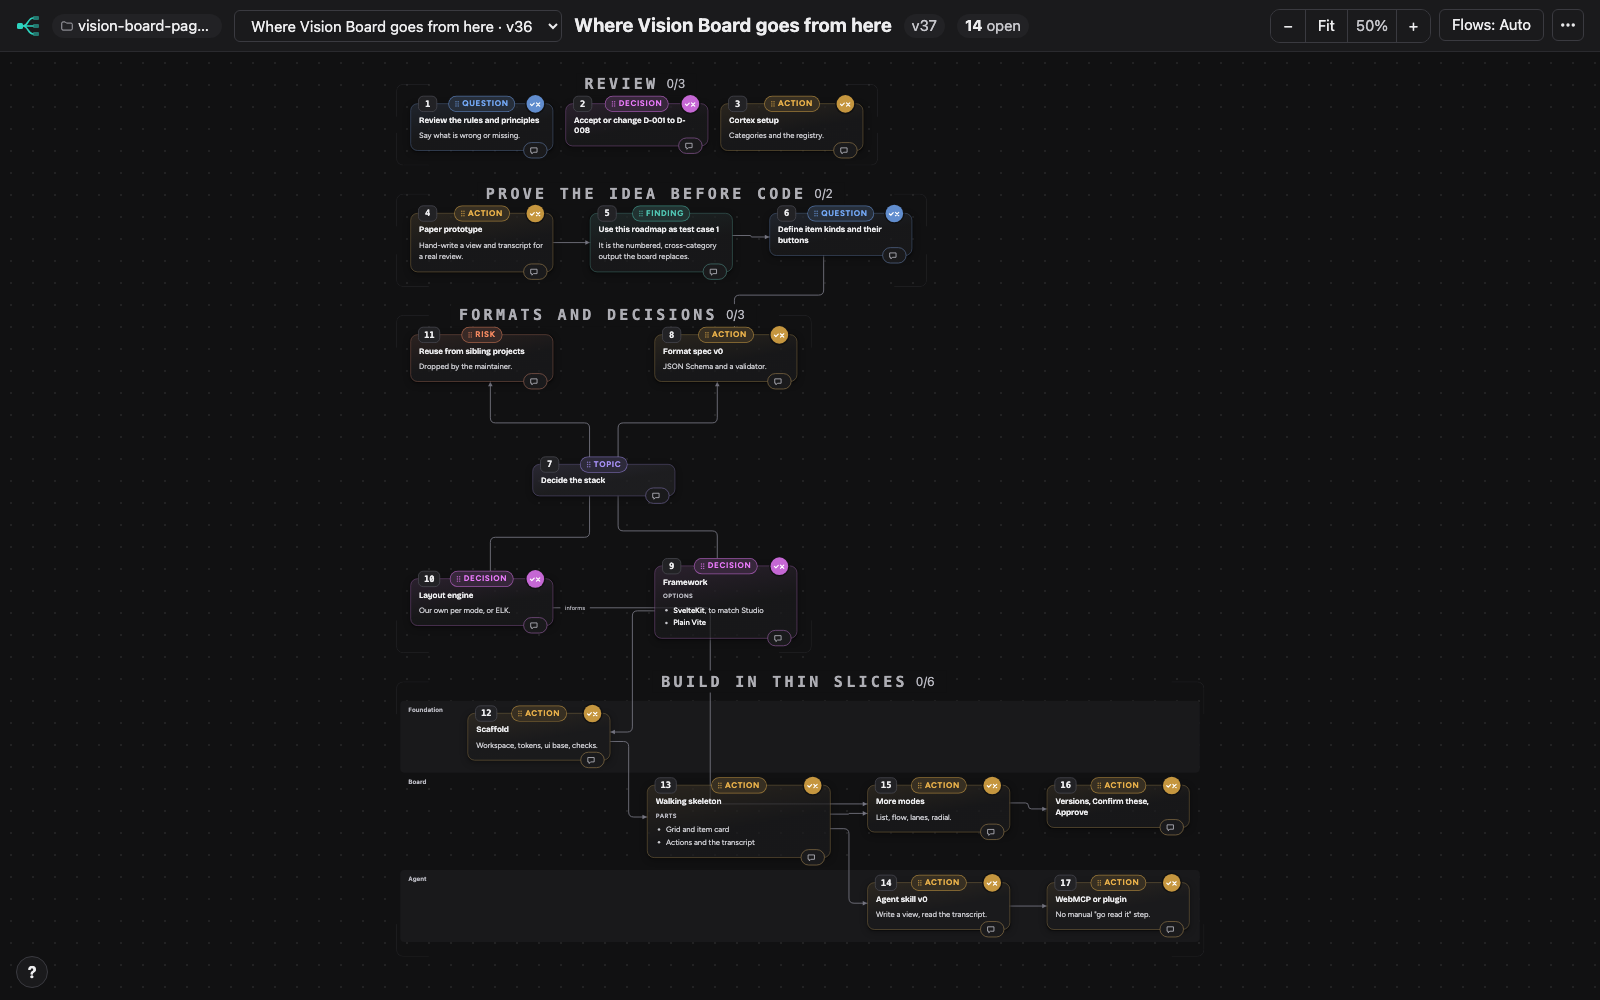 vision-board-pag...
Where Vision Board goes from here · v36
Where Vision Board goes from here
v37
14 open
−
Fit
50%
+
Flows: Auto
REVIEW 0/3
1
QUESTION
Review the rules and principles
Say what is wrong or missing.
2
DECISION
Accept or change D-001 to D-
008
3
ACTION
Cortex setup
Categories and the registry.
PROVE THE IDEA BEFORE CODE 0/2
4
ACTION
Paper prototype
Hand-write a view and transcript for
a real review.
5
FINDING
Use this roadmap as test case 1
It is the numbered, cross-category
output the board replaces.
6
QUESTION
Define item kinds and their
buttons
FORMATS AND DECISIONS 0/3
11
RISK
Reuse from sibling projects
Dropped by the maintainer.
8
ACTION
Format spec v0
JSON Schema and a validator.
7
TOPIC
Decide the stack
10
DECISION
Layout engine
Our own per mode, or ELK.
informs
9
DECISION
Framework
OPTIONS
• SvelteKit, to match Studio
• Plain Vite
BUILD IN THIN SLICES 0/6
Foundation
12
ACTION
Scaffold
Workspace, tokens, ui base, checks.
Board
13
ACTION
Walking skeleton
PARTS
• Grid and item card
• Actions and the transcript
15
ACTION
More modes
List, flow, lanes, radial.
16
ACTION
Versions, Confirm these,
Approve
Agent
14
ACTION
Agent skill v0
Write a view, read the transcript.
17
ACTION
WebMCP or plugin
No manual "go read it" step.
?